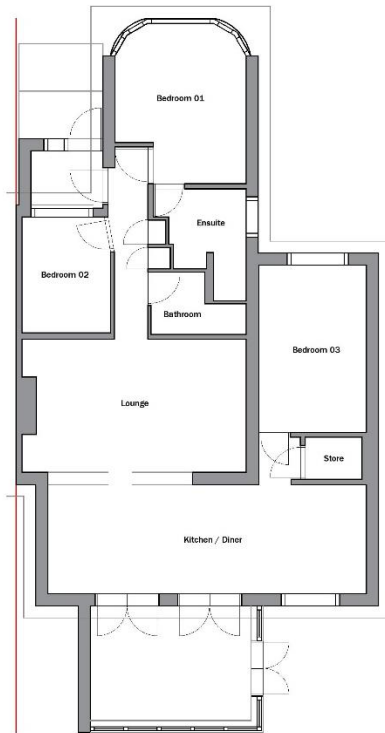 Bedroom 01
Ensuite
Bedroom 02
Bathroom
Bedroom 03
Lounge
Store
Kitchen / Diner